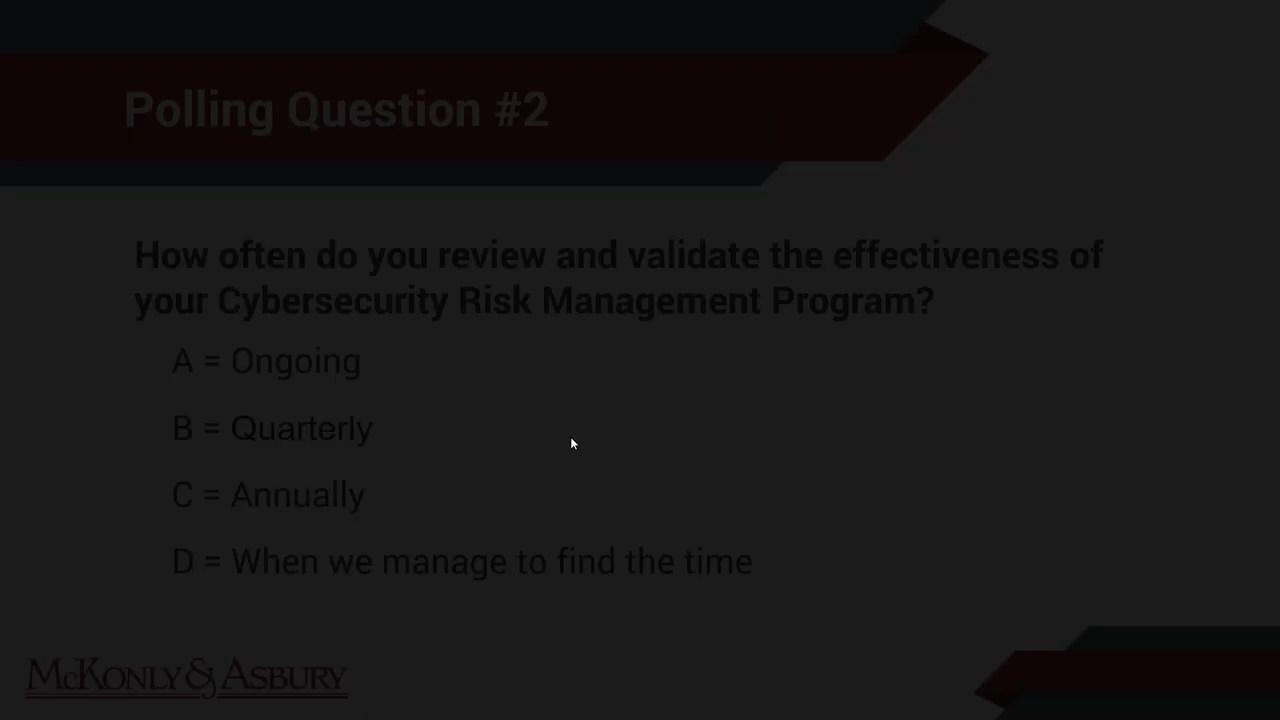 Polling Question #2
How often do you review and validate the effectiveness of
your Cybersecurity Risk Management Program?
A = Ongoing
B = Quarterly
C = Annually
D = When we manage to find the time
McKonly & Asbury